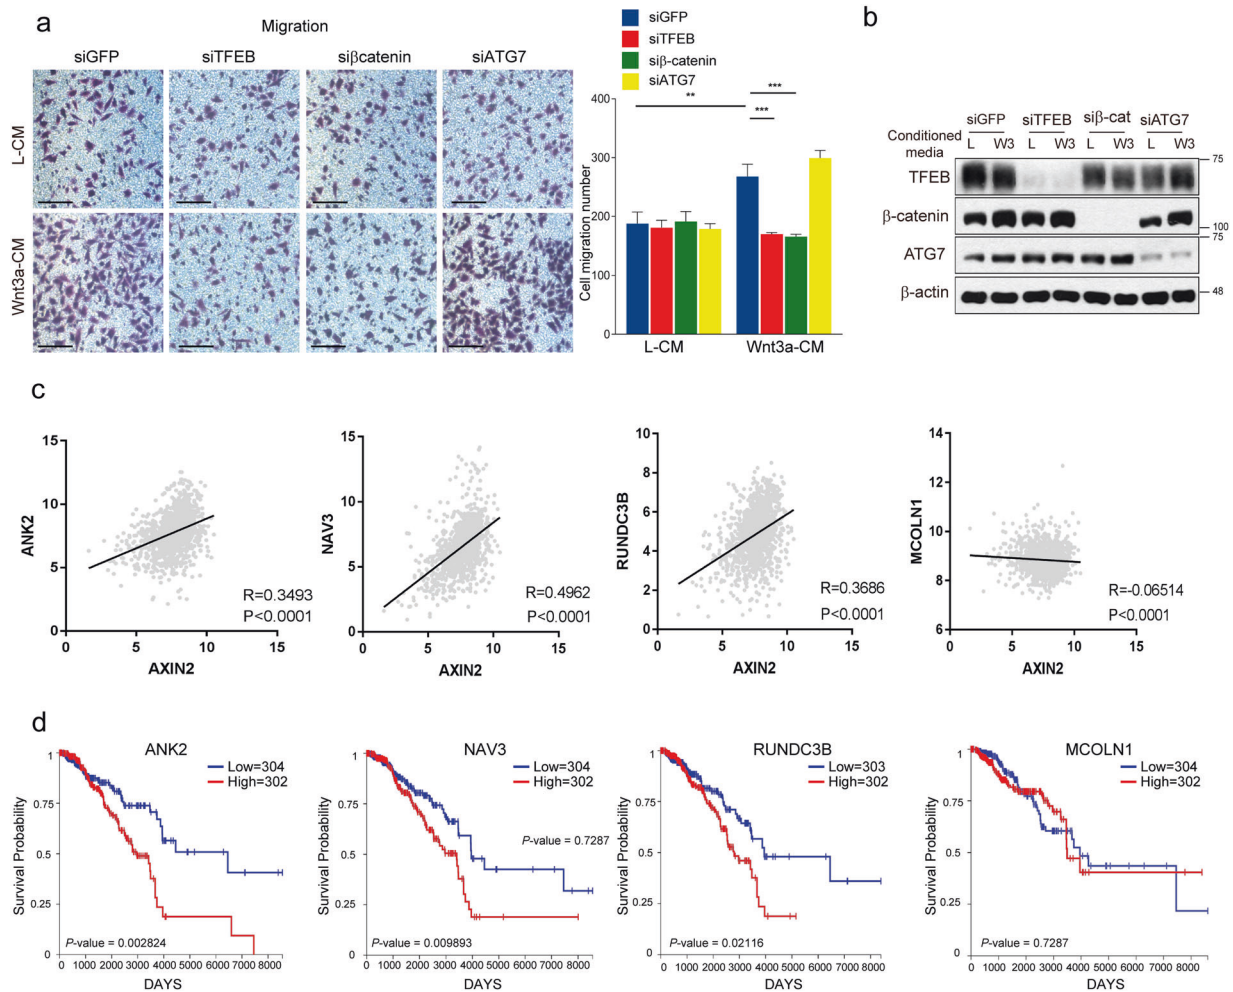 a
Migration
siGFP siTFEB siβcatenin siATG7
L-CM
Wnt3a-CM
siGFP
siTFEB
siβ-catenin
siATG7
Cell migration number
400
300
200
100
0
** *** ***
L-CM Wnt3a-CM
b
siGFP siTFEB siβ-cat siATG7
Conditioned media
L W3 L W3 L W3 L W3
TFEB 75
β-catenin 100
ATG7 75
β-actin 48
c
ANK2
15
10
5
0
0 5 10 15
AXIN2
R=0.3493
P<0.0001
NAV3
15
10
5
0
0 5 10 15
AXIN2
R=0.4962
P<0.0001
RUNDC3B
10
8
6
4
2
0
0 5 10 15
AXIN2
R=0.3686
P<0.0001
MCOLN1
14
12
10
8
6
0 5 10 15
AXIN2
R=-0.06514
P<0.0001
d
ANK2
Low=304
High=302
Survival Probability
1
0.75
0.5
0.25
0
P-value = 0.002824
0 1000 2000 3000 4000 5000 6000 7000 8000
DAYS
NAV3
Low=304
High=302
Survival Probability
1
0.75
0.5
0.25
0
P-value = 0.7287
P-value = 0.009893
0 1000 2000 3000 4000 5000 6000 7000 8000
DAYS
RUNDC3B
Low=303
High=302
Survival Probability
1
0.75
0.5
0.25
0
P-value = 0.02116
0 1000 2000 3000 4000 5000 6000 7000 8000
DAYS
MCOLN1
Low=304
High=302
Survival Probability
1
0.75
0.5
0.25
0
P-value = 0.7287
0 1000 2000 3000 4000 5000 6000 7000 8000
DAYS